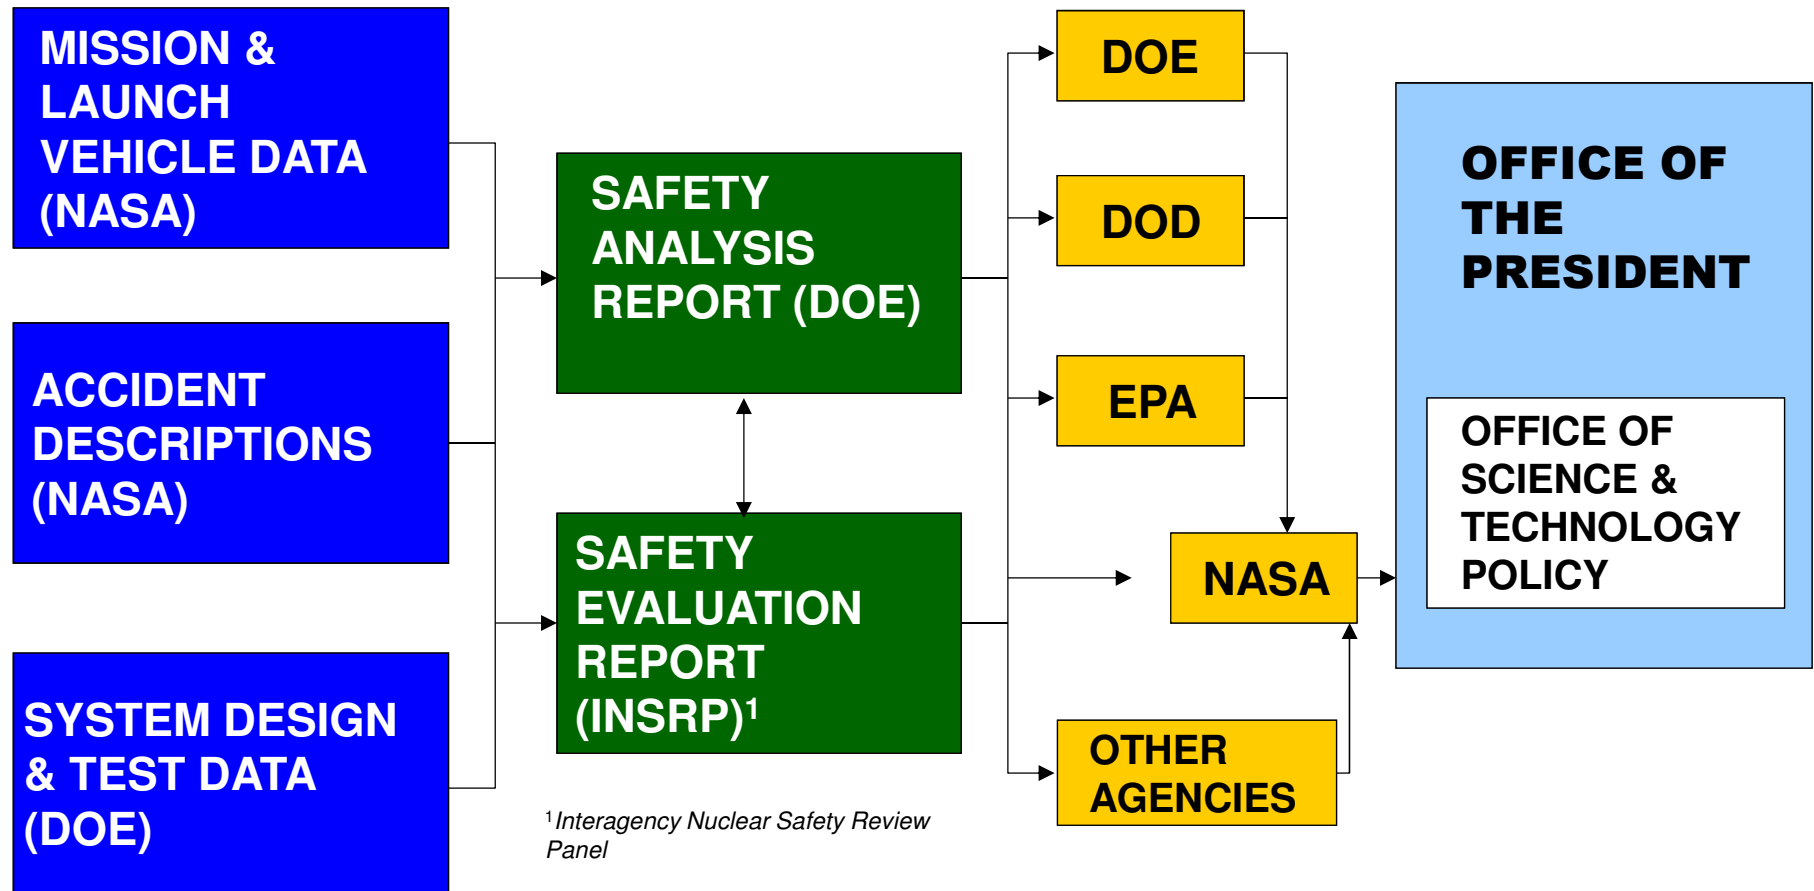 MISSION &
LAUNCH
VEHICLE DATA
(NASA)
ACCIDENT
DESCRIPTIONS
(NASA)
SYSTEM DESIGN
& TEST DATA
(DOE)
SAFETY
ANALYSIS
REPORT (DOE)
SAFETY
EVALUATION
REPORT
(INSRP)¹
¹Interagency Nuclear Safety Review
Panel
DOE
DOD
EPA
NASA
OTHER
AGENCIES
OFFICE OF
THE
PRESIDENT
OFFICE OF
SCIENCE &
TECHNOLOGY
POLICY